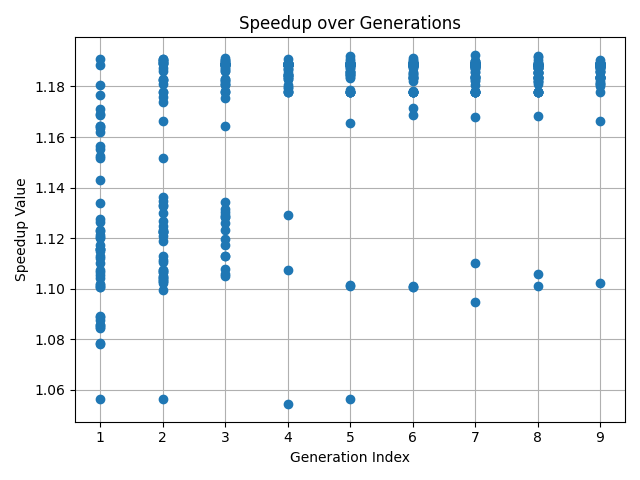 Speedup over Generations
Speedup Value
1.18
1.16
1.14
1.12
1.10
1.08
1.06
1 2 3 4 5 6 7 8 9
Generation Index